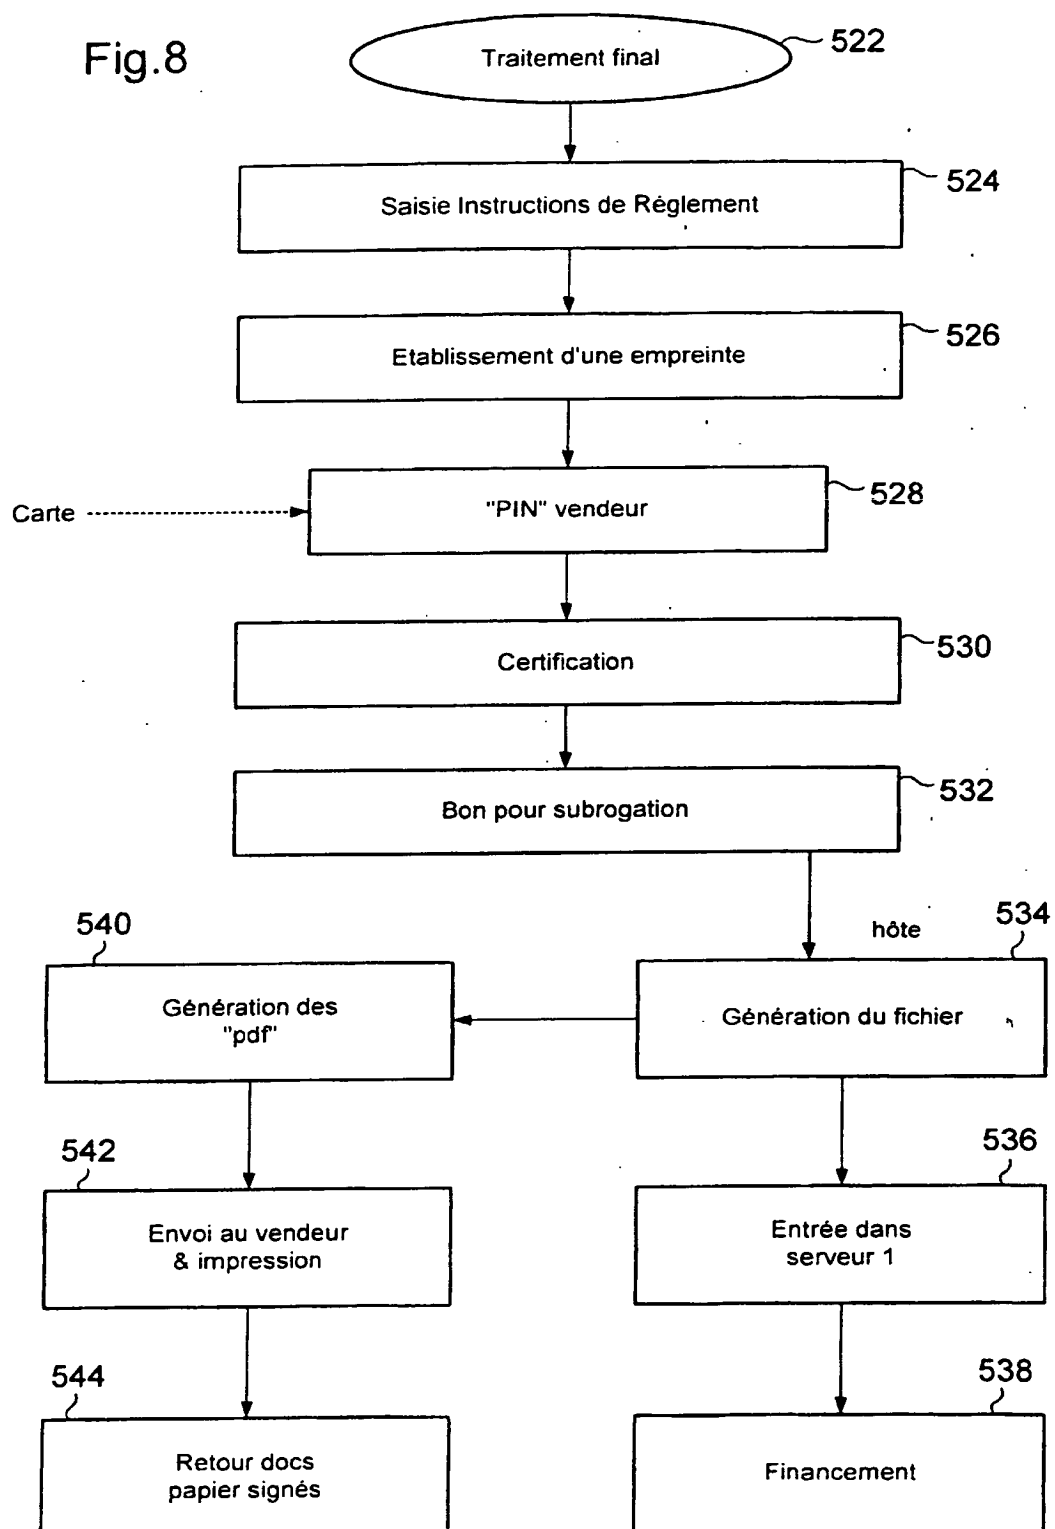 Fig.8
Traitement final
522
Saisie Instructions de Réglement
524
Etablissement d'une empreinte
526
Carte
"PIN" vendeur
528
Certification
530
Bon pour subrogation
532
hôte
540
534
Génération des
"pdf"
Génération du fichier
542
536
Envoi au vendeur
& impression
Entrée dans
serveur 1
544
538
Retour docs
papier signés
Financement